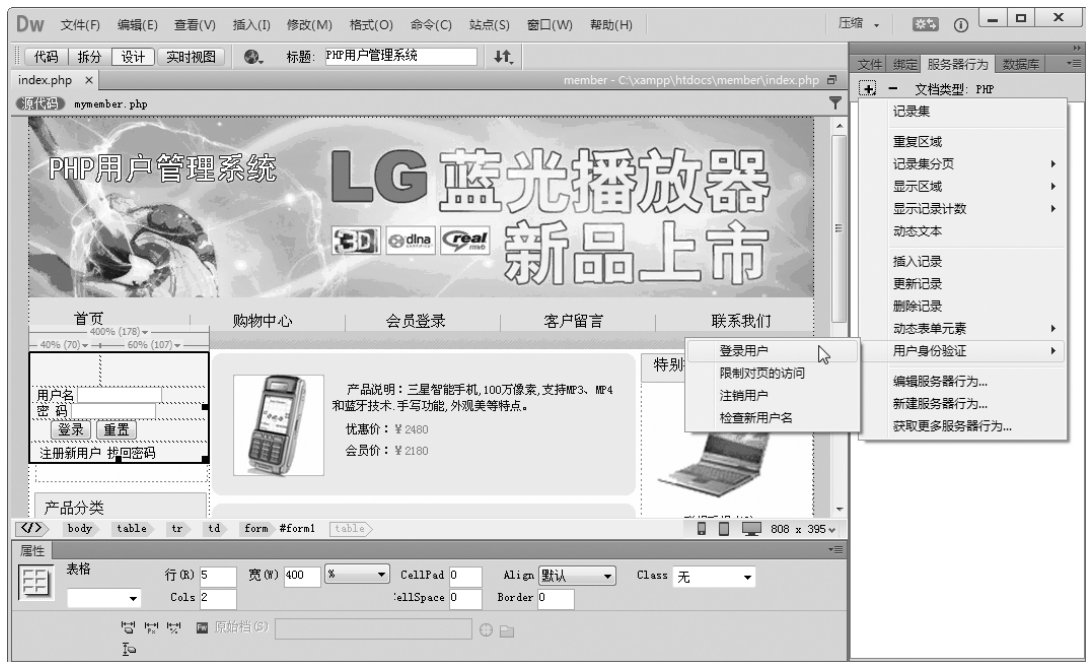 Dw 文件(F) 编辑(E) 查看(V) 插入(I) 修改(M) 格式(O) 命令(C) 站点(S) 窗口(W) 帮助(H) 压缩
代码 拆分 设计 实时视图 标题: PHP用户管理系统
index.php × member - C:\xampp\htdocs\member\index.php
源代码 mymember.php
PHP用户管理系统
LG 蓝光播放器
3D dlna real
新品上市
首页 购物中心 会员登录 客户留言 联系我们
400% (178)
40% (70) 60% (107)
用户名
密 码
登录 重置
注册新用户 找回密码
产品分类
产品说明：三星智能手机,100万像素,支持MP3、MP4
和蓝牙技术.手写功能,外观美等特点。
优惠价：￥2480
会员价：￥2180
特别
登录用户
限制对页的访问
注销用户
检查新用户名
文件 绑定 服务器行为 数据库
文档类型: PHP
记录集
重复区域
记录集分页
显示区域
显示记录计数
动态文本
插入记录
更新记录
删除记录
动态表单元素
用户身份验证
编辑服务器行为...
新建服务器行为...
获取更多服务器行为...
body table tr td form #form1 table 808 x 395
属性
表格 行(R) 5 宽(W) 400 % CellPad 0 Align 默认 Class 无
Cols 2 CellSpace 0 Border 0
原始档(S)